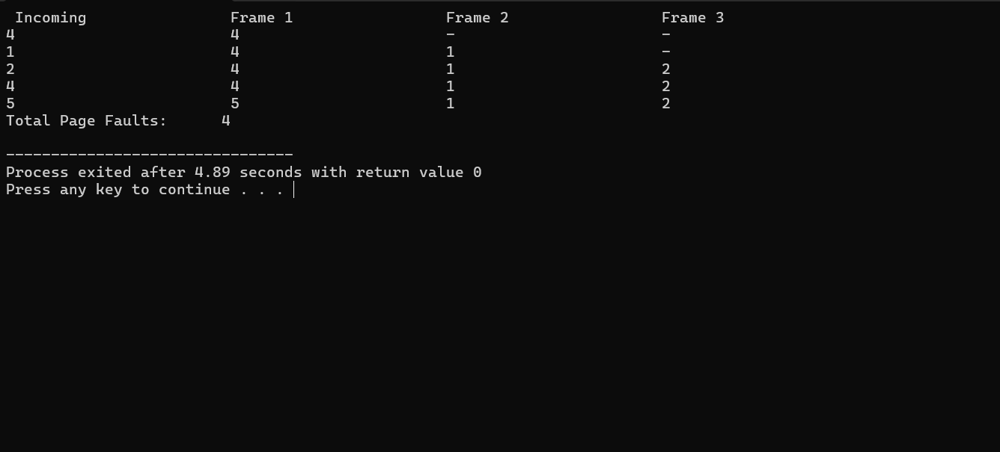 Incoming Frame 1 Frame 2 Frame 3
4 4 - -
1 4 1 -
2 4 1 2
4 4 1 2
5 5 1 2
Total Page Faults: 4
--------------------------------
Process exited after 4.89 seconds with return value 0
Press any key to continue . . .